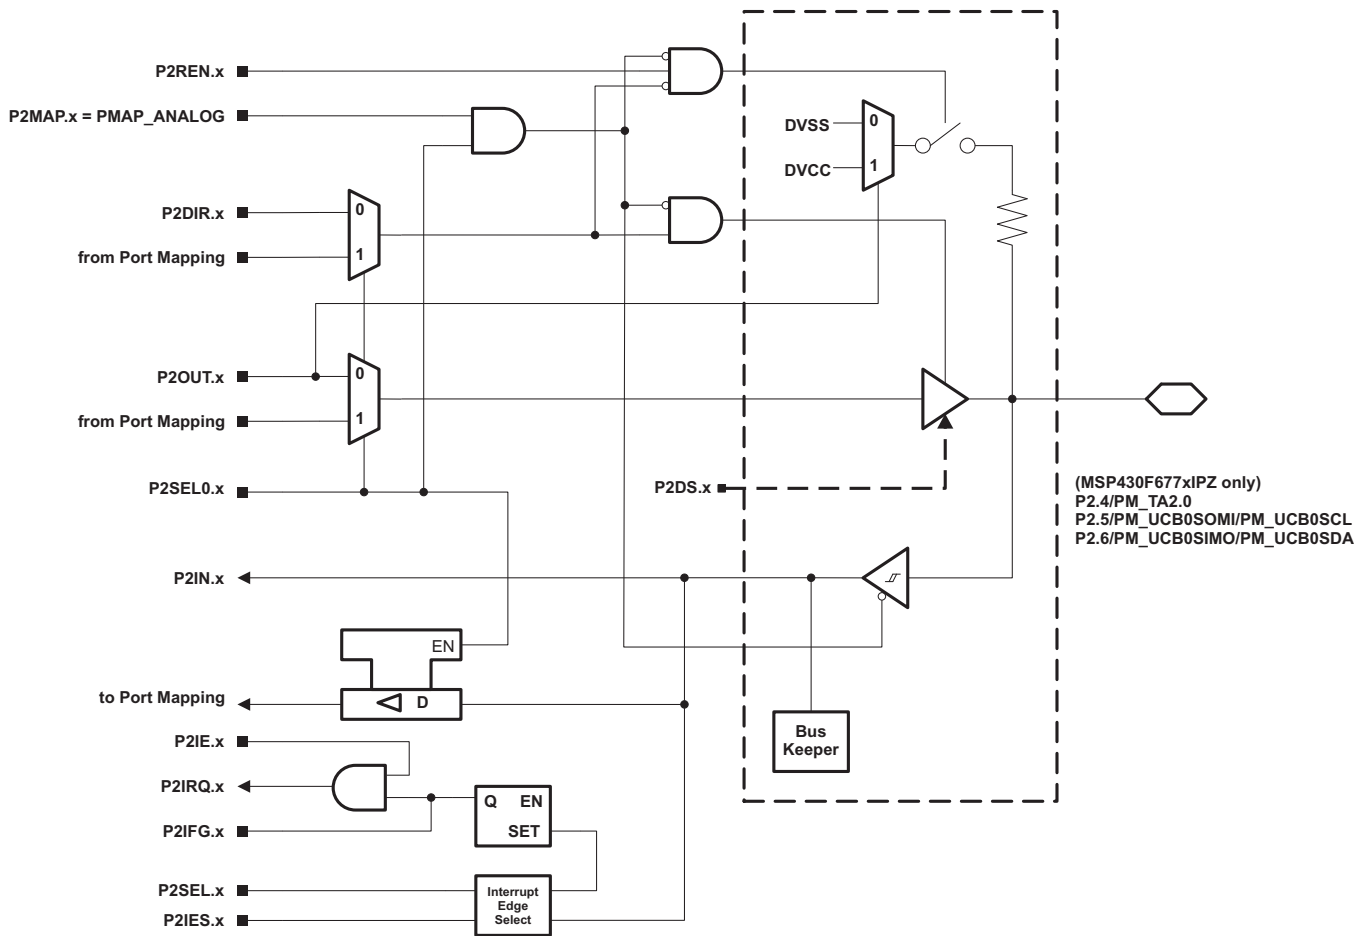 P2REN.x
P2MAP.x = PMAP_ANALOG
DVSS
0
DVCC
1
P2DIR.x
0
from Port Mapping
1
P2OUT.x
0
from Port Mapping
1
P2SEL0.x
P2DS.x
(MSP430F677xIPZ only)
P2.4/PM_TA2.0
P2.5/PM_UCB0SOMI/PM_UCB0SCL
P2.6/PM_UCB0SIMO/PM_UCB0SDA
P2IN.x
EN
to Port Mapping
D
Bus
Keeper
P2IE.x
P2IRQ.x
Q EN
SET
P2IFG.x
P2SEL.x
P2IES.x
Interrupt
Edge
Select